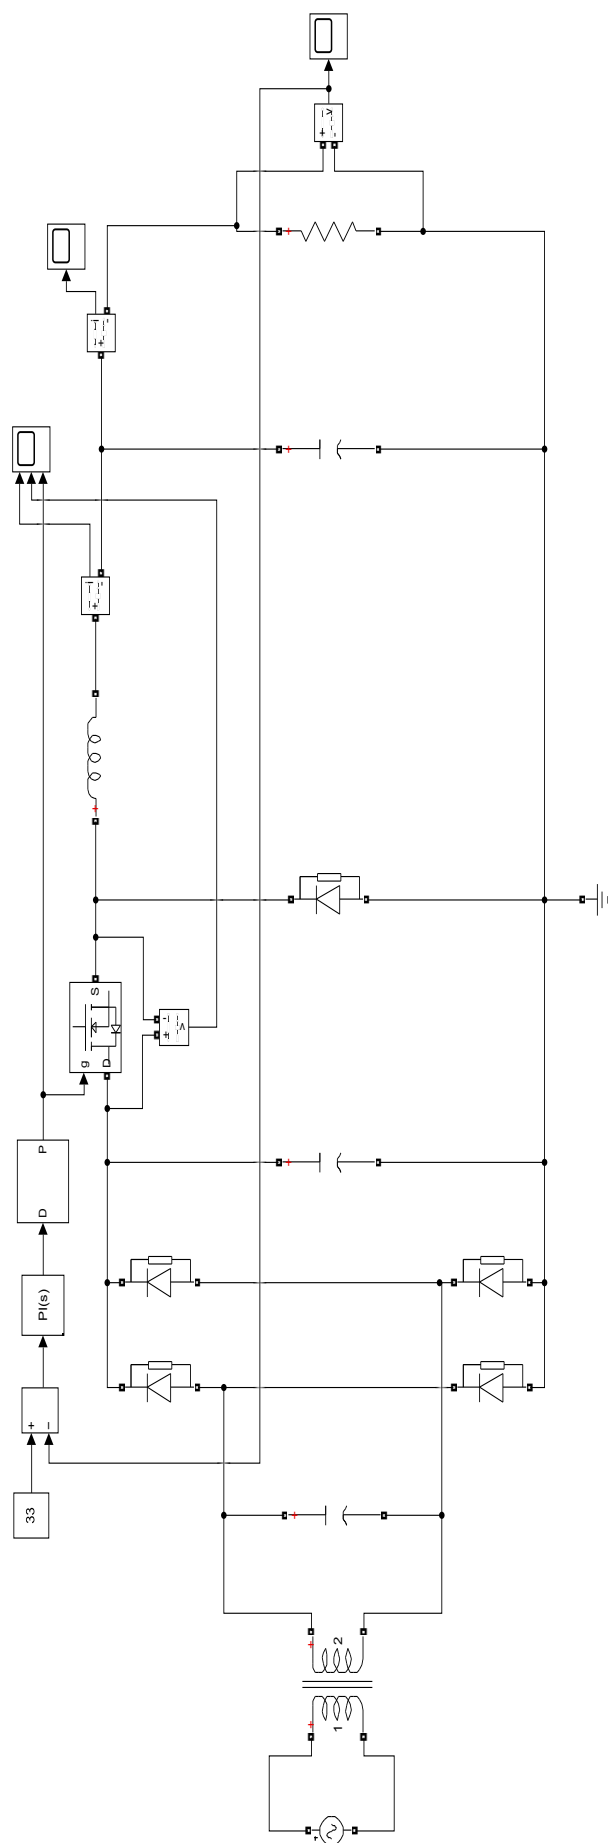 + v
-
+
i
+ -
i
+ -
+
S
g D
- +
v
P
D
PI(s)
+ -
33
+
+
+
2
1
+
+